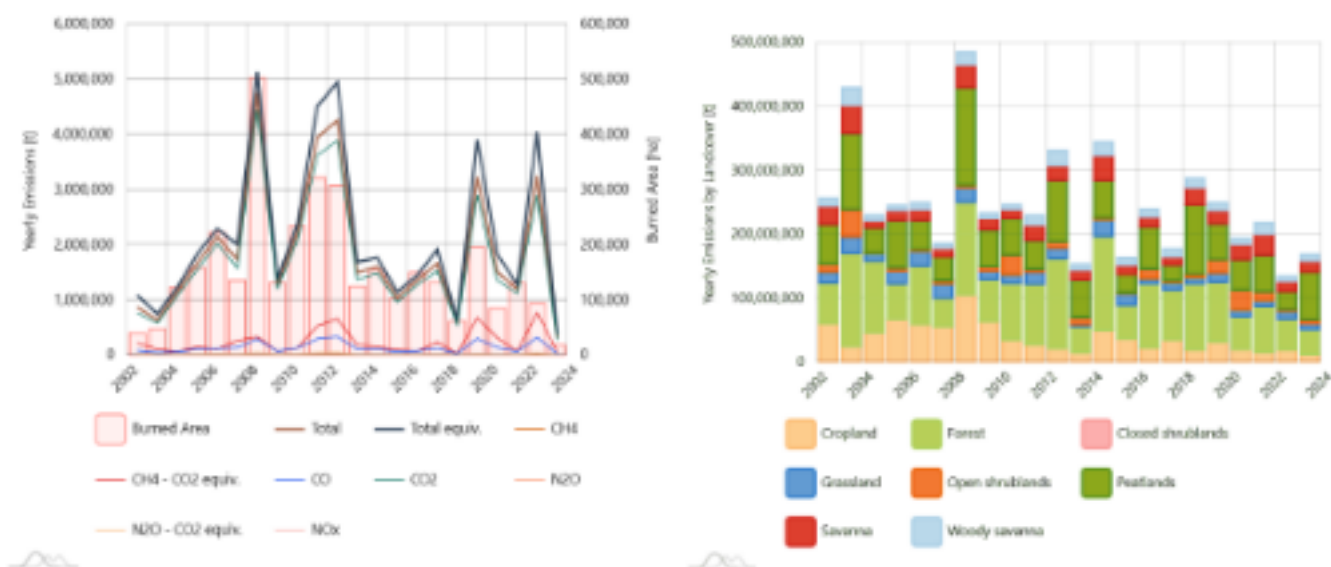 6,000,000
5,000,000
4,000,000
3,000,000
2,000,000
1,000,000
0
Yearly Emissions [t]
600,000
500,000
400,000
300,000
200,000
100,000
0
Burned Area [ha]
2002 2004 2006 2008 2010 2012 2014 2016 2018 2020 2022 2024
Burned Area Total Total equiv. CH4
CH4 - CO2 equiv. CO CO2 N2O
N2O - CO2 equiv. NOx
500,000,000
400,000,000
300,000,000
200,000,000
100,000,000
0
Yearly Emissions by Landcover [t]
2002 2004 2006 2008 2010 2012 2014 2016 2018 2020 2022 2024
Cropland Forest Closed shrublands
Grassland Open shrublands Peatlands
Savanna Woody savanna